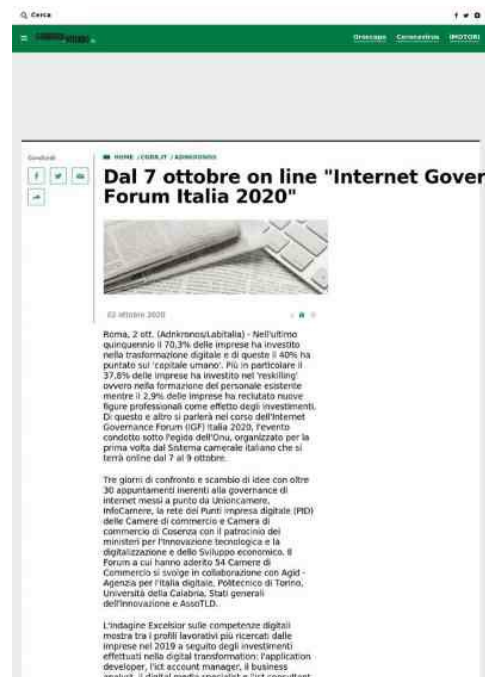 Cerca
Oroscopo Coronavirus IMOTORI
Condividi
HOME / CORR.IT / ADNKRONOS
Dal 7 ottobre on line "Internet Gover
Forum Italia 2020"
02 ottobre 2020
Roma, 2 ott. (Adnkronos/Labitalia) - Nell'ultimo
quinquennio il 70,3% delle imprese ha investito
nella trasformazione digitale e di queste il 40% ha
puntato sul 'capitale umano'. Più in particolare il
37,8% delle imprese ha investito nel 'reskilling'
ovvero nella formazione del personale esistente
mentre il 2,9% delle imprese ha reclutato nuove
figure professionali come effetto degli investimenti.
Di questo e altro si parlerà nel corso dell'Internet
Governance Forum (IGF) Italia 2020, l'evento
condotto sotto l'egida dell'Onu, organizzato per la
prima volta dal Sistema camerale italiano che si
terrà online dal 7 al 9 ottobre.
Tre giorni di confronto e scambio di idee con oltre
30 appuntamenti inerenti alla governance di
internet messi a punto da Unioncamere,
InfoCamere, la rete dei Punti impresa digitale (PID)
delle Camere di commercio e Camera di
commercio di Cosenza con il patrocinio dei
ministeri per l'Innovazione tecnologica e la
digitalizzazione e dello Sviluppo economico. Il
Forum a cui hanno aderito 54 Camere di
Commercio si svolge in collaborazione con Agid -
Agenzia per l'Italia digitale, Politecnico di Torino,
Università della Calabria, Stati generali
dell'Innovazione e AssoTLD.
L'indagine Excelsior sulle competenze digitali
mostra tra i profili lavorativi più ricercati dalle
imprese nel 2019 a seguito degli investimenti
effettuati nella digital transformation: l'application
developer, l'ict account manager, il business
analyst, il digital media specialist e l'ict consultant